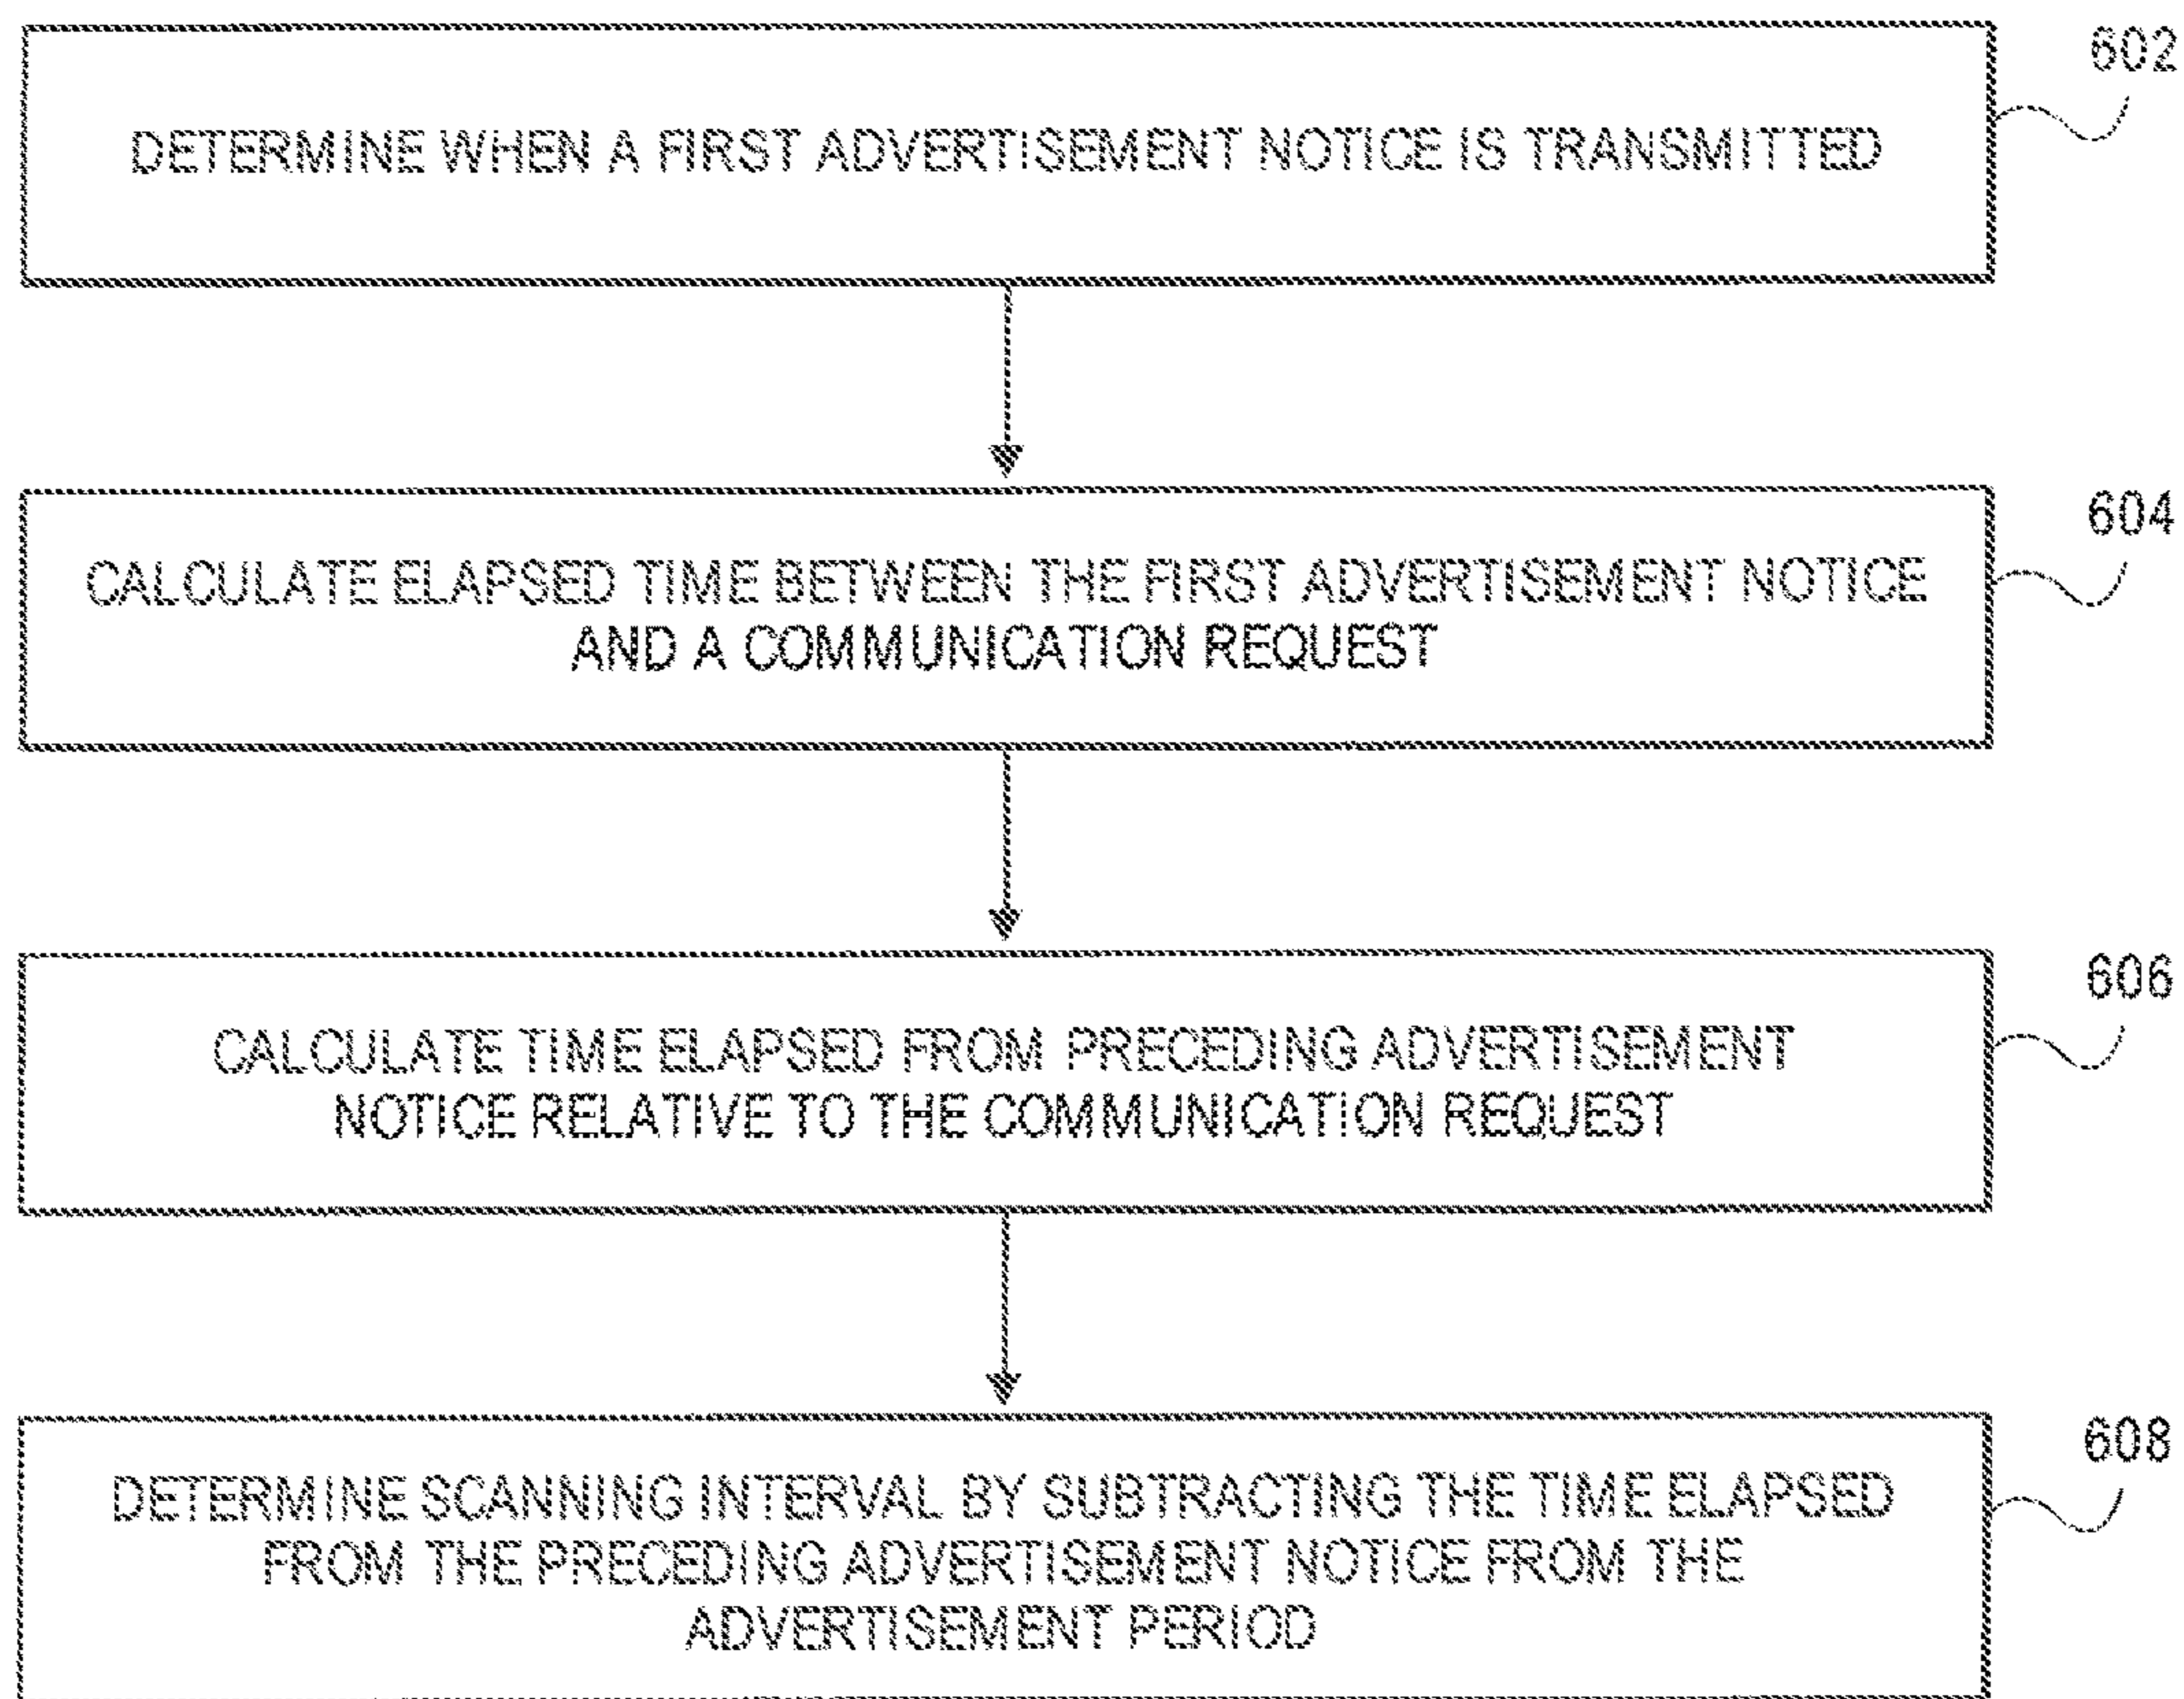 602
DETERMINE WHEN A FIRST ADVERTISEMENT NOTICE IS TRANSMITTED
604
CALCULATE ELAPSED TIME BETWEEN THE FIRST ADVERTISEMENT NOTICE
AND A COMMUNICATION REQUEST
606
CALCULATE TIME ELAPSED FROM PRECEDING ADVERTISEMENT
NOTICE RELATIVE TO THE COMMUNICATION REQUEST
608
DETERMINE SCANNING INTERVAL BY SUBTRACTING THE TIME ELAPSED
FROM THE PRECEDING ADVERTISEMENT NOTICE FROM THE
ADVERTISEMENT PERIOD